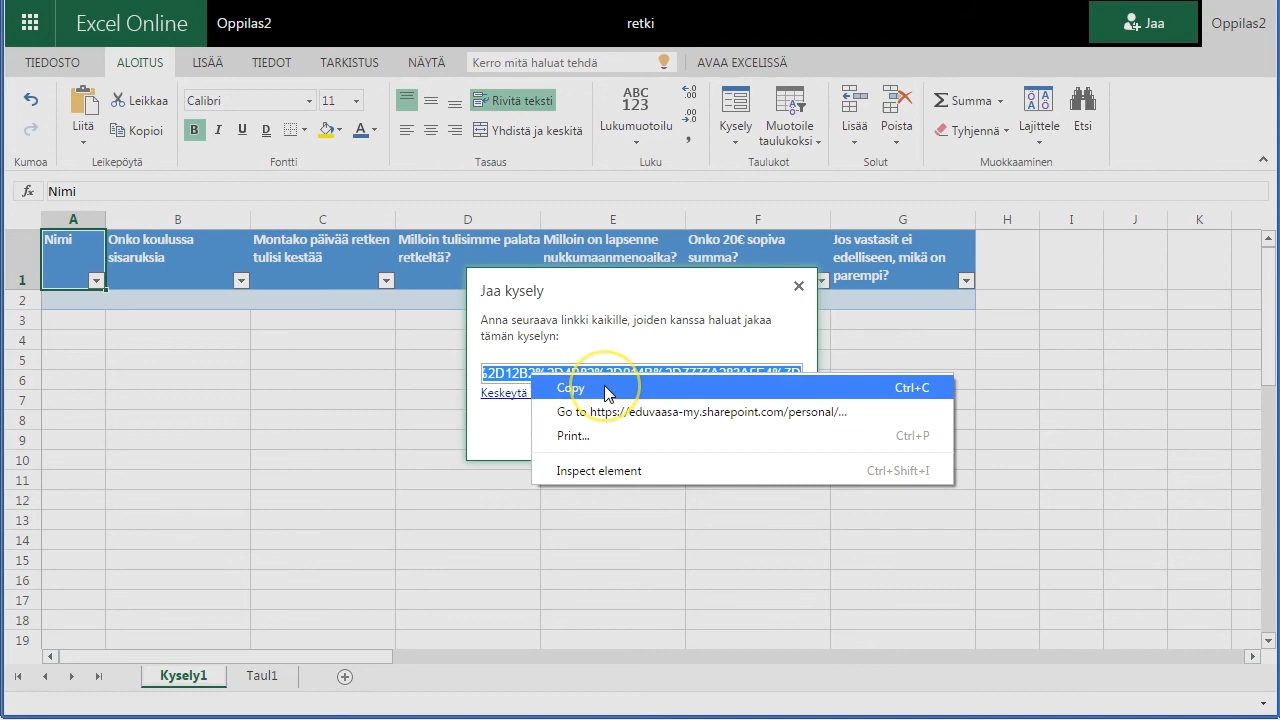 Excel Online
Oppilas2
retki
Jaa
Oppilas2
TIEDOSTO
ALOITUS
LISÄÄ
TIEDOT
TARKISTUS
NÄYTÄ
Kerro mitä haluat tehdä
AVAA EXCELISSÄ
Liitä
Leikkaa
Kopioi
Calibri
11
B I U D
A
Rivitä teksti
Yhdistä ja keskitä
ABC
123
Lukumuotoilu
Kysely
Muotoile
taulukoksi
Lisää
Poista
Summa
Tyhjennä
Lajittele
Etsi
Kumoa
Leikepöytä
Fontti
Tasaus
Luku
Taulukot
Solut
Muokkaaminen
fx Nimi
A B C D E F G H I J K
1
Nimi
Onko koulussa
sisaruksia
Montako päivää retken
tulisi kestää
Milloin tulisimme palata
retkeltä?
Milloin on lapsenne
nukkumaanmenoaika?
Onko 20€ sopiva
summa?
Jos vastasit ei
edelliseen, mikä on
parempi?
2
3
4
5
6
7
8
9
10
11
12
13
14
15
16
17
18
19
Jaa kysely
Anna seuraava linkki kaikille, joiden kanssa haluat jakaa
tämän kyselyn:
Keskeytä
Copy Ctrl+C
Go to https://eduvaasa-my.sharepoint.com/personal/...
Print... Ctrl+P
Inspect element Ctrl+Shift+I
Kysely1
Taul1